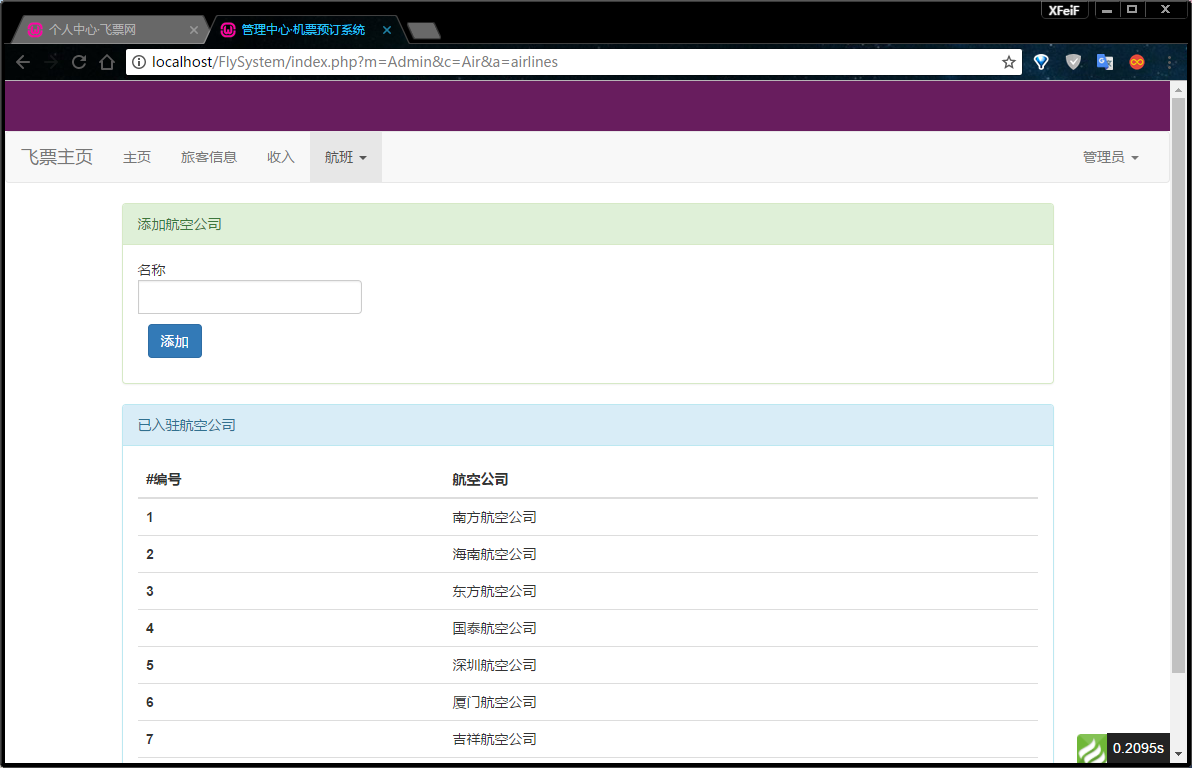 XFeiF
个人中心·飞票网
管理中心·机票预订系统
localhost/FlySystem/index.php?m=Admin&c=Air&a=airlines
飞票主页 主页 旅客信息 收入 航班 管理员
添加航空公司
名称
添加
已入驻航空公司
#编号 航空公司
1 南方航空公司
2 海南航空公司
3 东方航空公司
4 国泰航空公司
5 深圳航空公司
6 厦门航空公司
7 吉祥航空公司
0.2095s